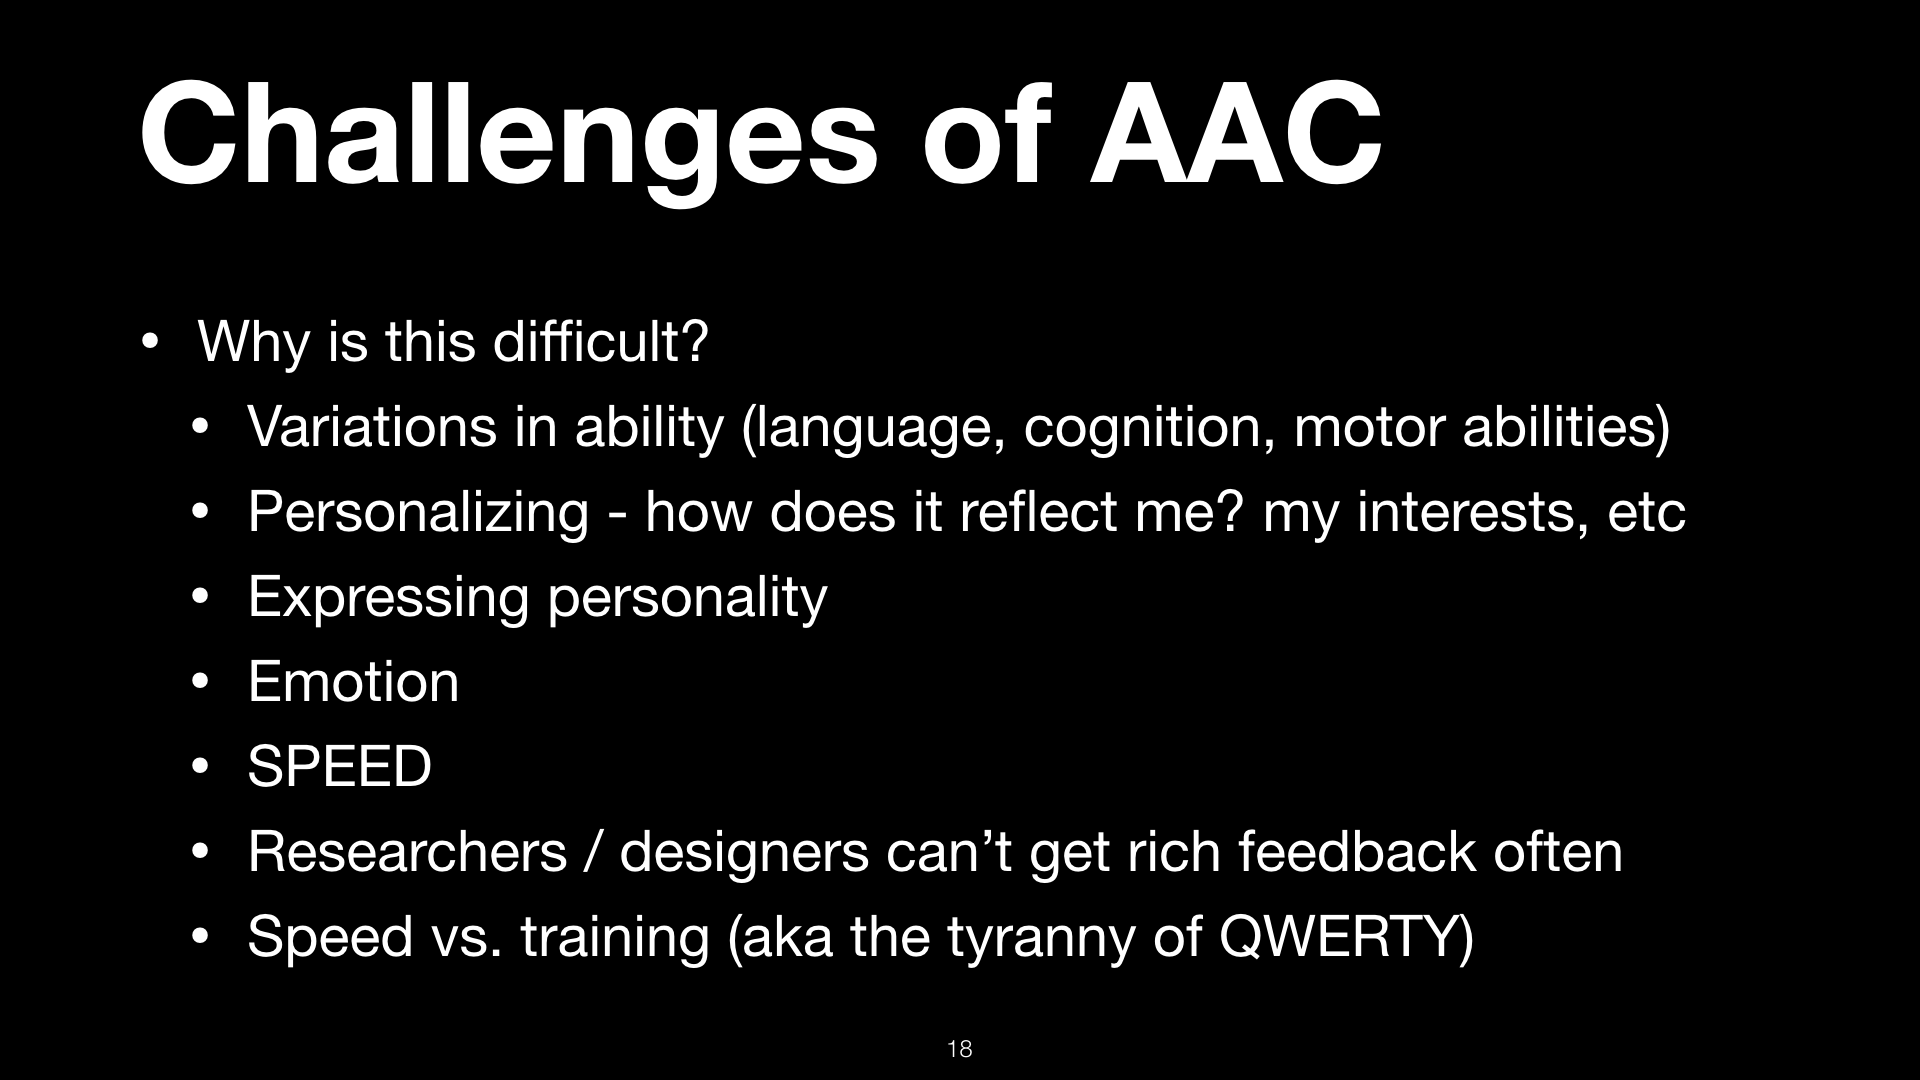 Challenges of AAC
• Why is this difficult?
• Variations in ability (language, cognition, motor abilities)
• Personalizing - how does it reflect me? my interests, etc
• Expressing personality
• Emotion
• SPEED
• Researchers / designers can’t get rich feedback often
• Speed vs. training (aka the tyranny of QWERTY)
18